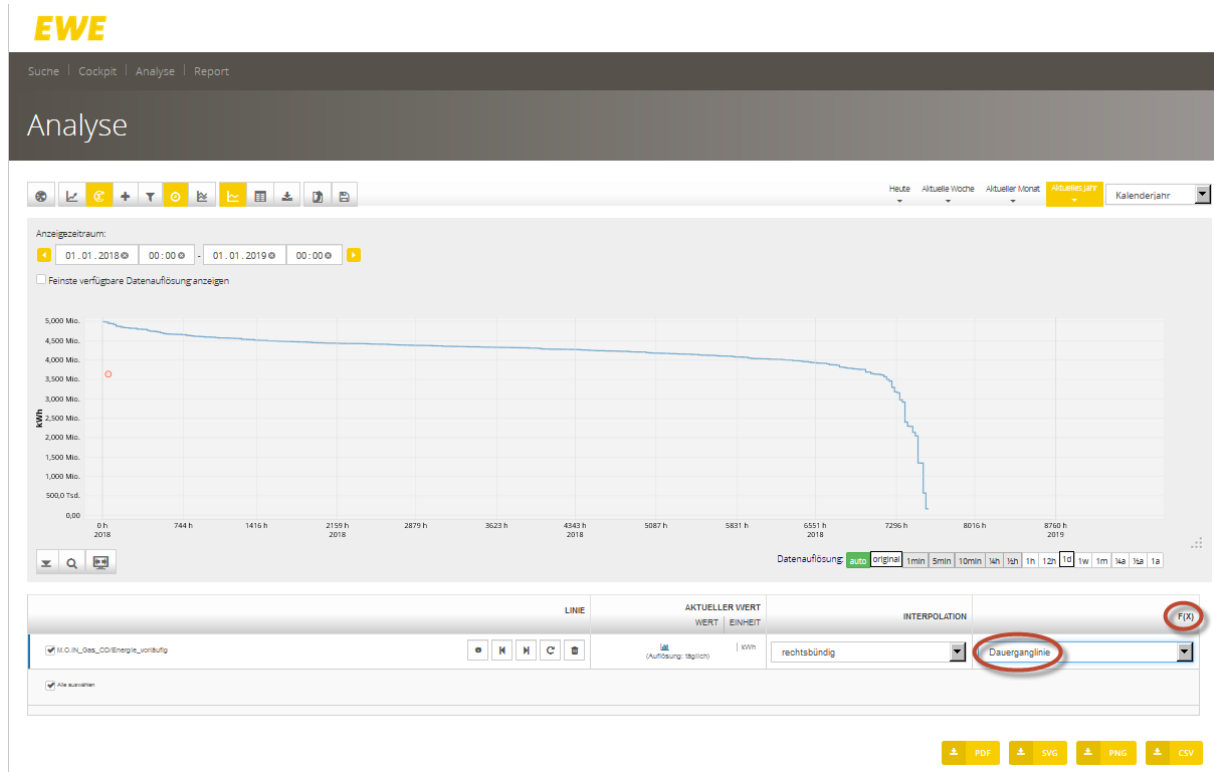 EWE
Suche | Cockpit | Analyse | Report
Analyse
Heute Aktuelle Woche Aktueller Monat Aktuelles Jahr Kalenderjahr
Anzeigezeitraum:
01.01.2018 00:00 - 01.01.2019 00:00
Feinste verfügbare Datenauflösung anzeigen
5,000 Mio.
4,500 Mio.
4,000 Mio.
3,500 Mio.
3,000 Mio.
2,500 Mio.
2,000 Mio.
1,500 Mio.
1,000 Mio.
500,0 Tsd.
0,00
kWh
0 h 744 h 1416 h 2159 h 2879 h 3623 h 4343 h 5087 h 5831 h 6551 h 7296 h 8016 h 8760 h
2018 2018 2018 2018 2019
Datenauflösung: auto original 1min 5min 10min ¼h ½h 1h 12h 1d 1w 1m ¼a ½a 1a
LINIE AKTUELLER WERT INTERPOLATION F(X)
WERT | EINHEIT
M.O.IN_Gas_CD/Energie_vorläufig (Auflösung: täglich) | kWh rechtsbündig Dauerganglinie
Alle auswählen
PDF SVG PNG CSV